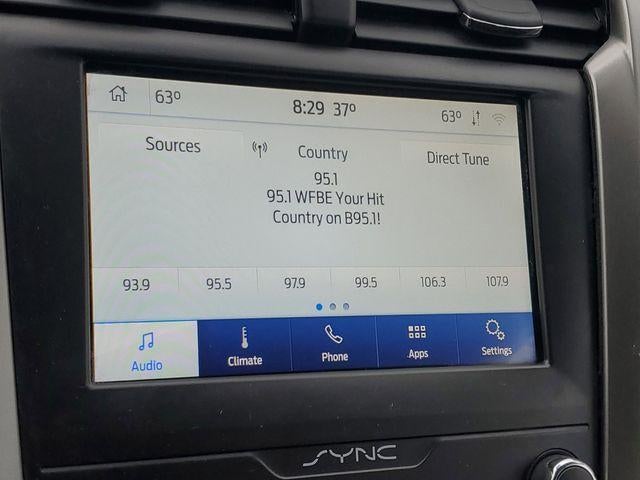 63° 8:29 37° 63°
Sources Country Direct Tune
95.1
95.1 WFBE Your Hit
Country on B95.1!
93.9 95.5 97.9 99.5 106.3 107.9
Audio Climate Phone Apps Settings
SYNC